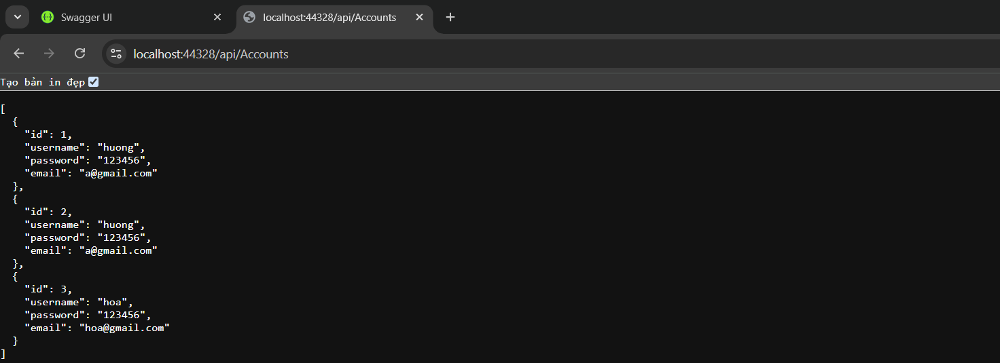 Swagger UI
localhost:44328/api/Accounts
localhost:44328/api/Accounts
Tạo bản in đẹp
[
  {
    "id": 1,
    "username": "huong",
    "password": "123456",
    "email": "a@gmail.com"
  },
  {
    "id": 2,
    "username": "huong",
    "password": "123456",
    "email": "a@gmail.com"
  },
  {
    "id": 3,
    "username": "hoa",
    "password": "123456",
    "email": "hoa@gmail.com"
  }
]